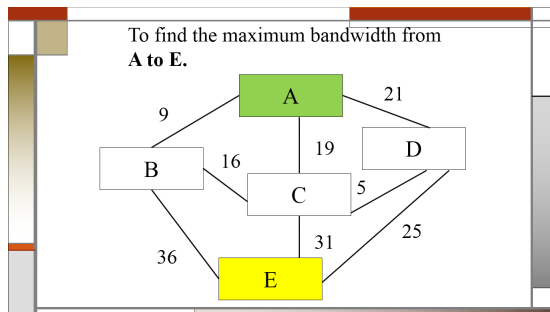 To find the maximum bandwidth from
A to E.
A
21
9
19
D
16
B
C
5
25
31
36
E